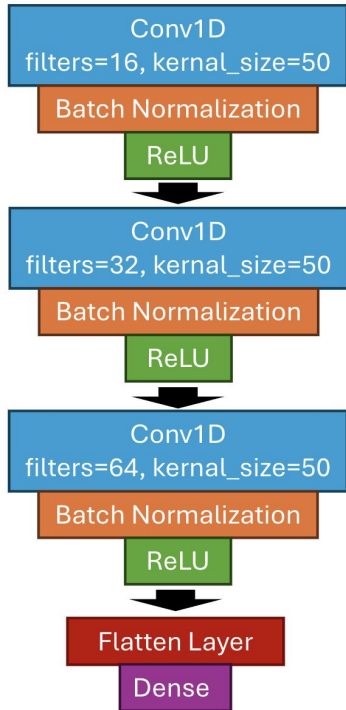 Conv1D
filters=16, kernal_size=50
Batch Normalization
ReLU
Conv1D
filters=32, kernal_size=50
Batch Normalization
ReLU
Conv1D
filters=64, kernal_size=50
Batch Normalization
ReLU
Flatten Layer
Dense